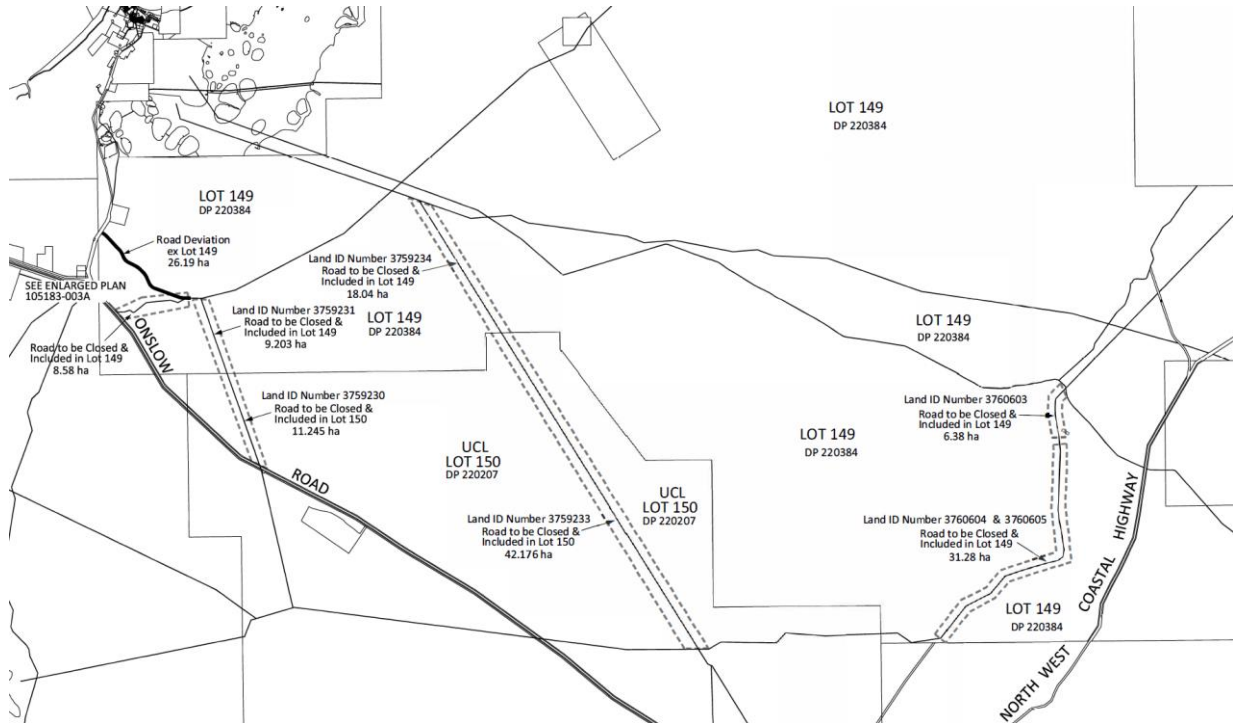 LOT 149
DP 220384
LOT 149
DP 220384
Road Deviation
ex Lot 149
26.19 ha
SEE ENLARGED PLAN
105183-003A
Land ID Number 3759234
Road to be Closed &
Included in Lot 149
18.04 ha
Land ID Number 3759231
Road to be Closed &
Included in Lot 149
9.203 ha
LOT 149
DP 220384
LOT 149
DP 220384
Road to be Closed &
Included in Lot 149
8.58 ha
ONSLOW
ROAD
Land ID Number 3759230
Road to be Closed &
Included in Lot 150
11.245 ha
Land ID Number 3760603
Road to be Closed &
Included in Lot 149
6.38 ha
UCL
LOT 150
DP 220207
LOT 149
DP 220384
UCL
LOT 150
DP 220207
Land ID Number 3759233
Road to be Closed &
Included in Lot 150
42.176 ha
Land ID Number 3760604 & 3760605
Road to be Closed &
Included in Lot 149
31.28 ha
LOT 149
DP 220384
NORTH WEST COASTAL HIGHWAY